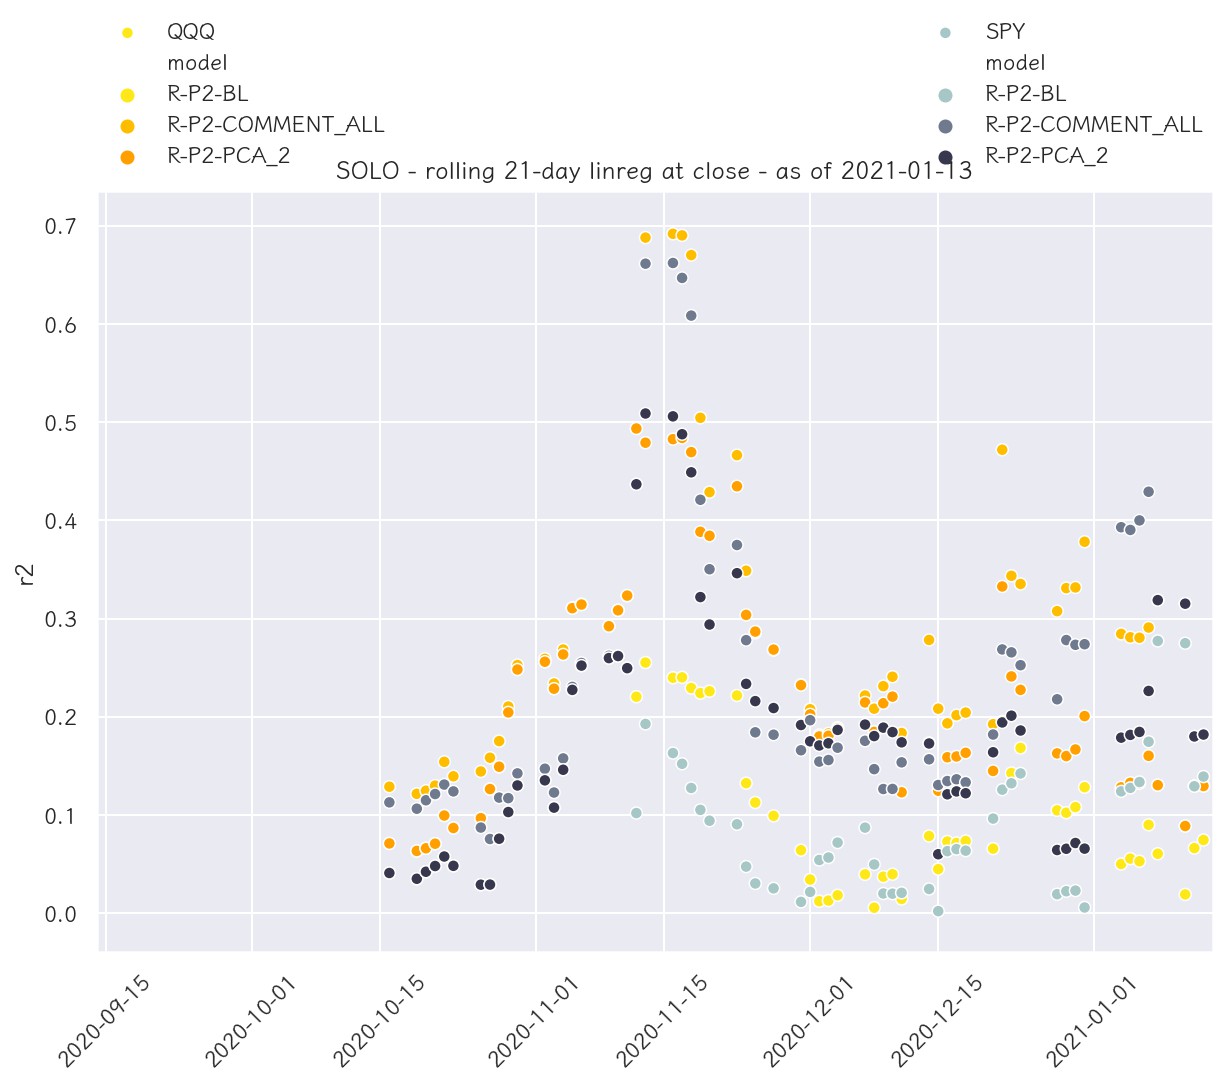 QQQ
model
R-P2-BL
R-P2-COMMENT_ALL
R-P2-PCA_2
SPY
model
R-P2-BL
R-P2-COMMENT_ALL
R-P2-PCA_2
SOLO - rolling 21-day linreg at close - as of 2021-01-13
0.7
0.6
0.5
0.4
0.3
0.2
0.1
0.0
r2
2020-09-15
2020-10-01
2020-10-15
2020-11-01
2020-11-15
2020-12-01
2020-12-15
2021-01-01